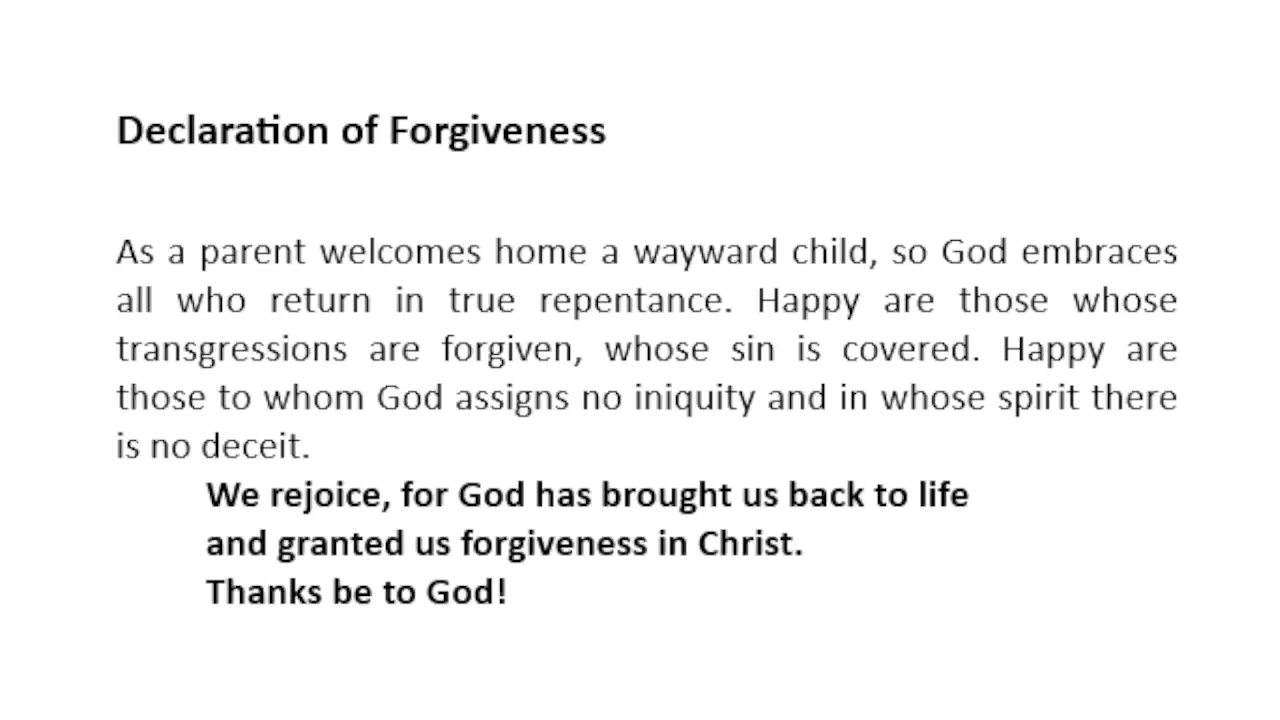 Declaration of Forgiveness
As a parent welcomes home a wayward child, so God embraces
all who return in true repentance. Happy are those whose
transgressions are forgiven, whose sin is covered. Happy are
those to whom God assigns no iniquity and in whose spirit there
is no deceit.
We rejoice, for God has brought us back to life
and granted us forgiveness in Christ.
Thanks be to God!